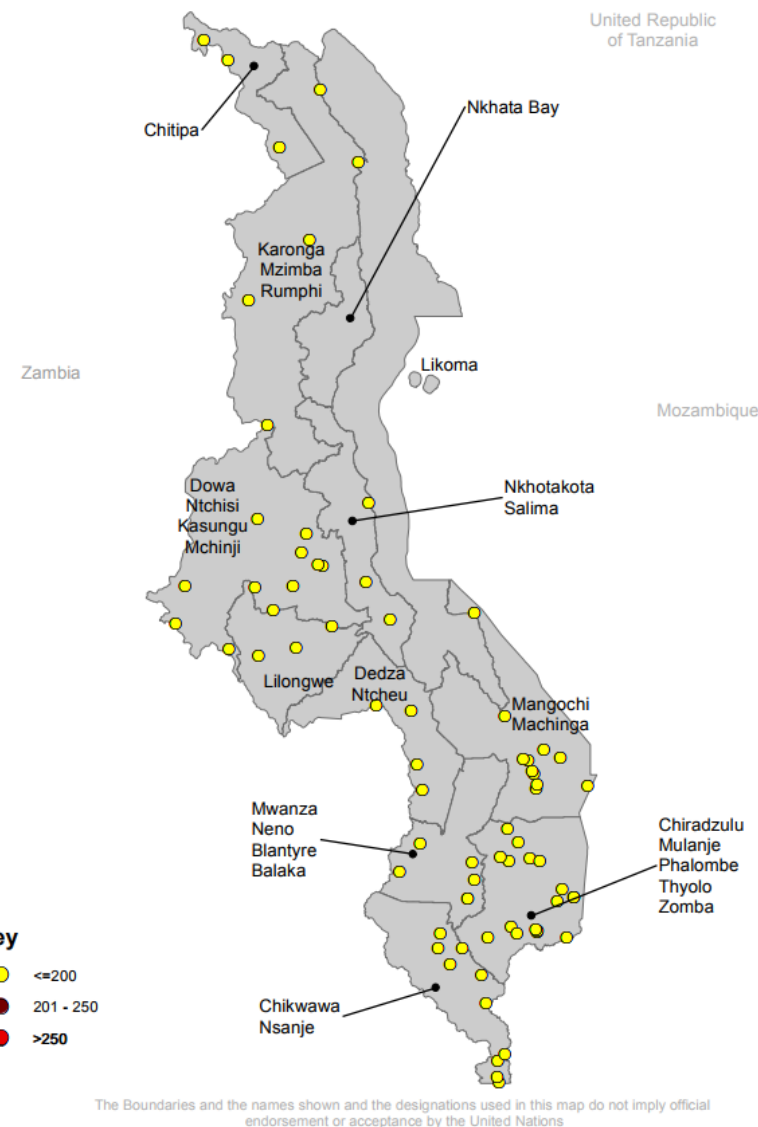 United Republic
of Tanzania
Nkhata Bay
Chitipa
Karonga
Mzimba
Rumphi
Likoma
Zambia
Mozambique
Dowa
Ntchisi
Kasungu
Mchinji
Nkhotakota
Salima
Lilongwe
Dedza
Ntcheu
Mangochi
Machinga
Mwanza
Neno
Blantyre
Balaka
Chiradzulu
Mulanje
Phalombe
Thyolo
Zomba
ey
<=200
201 - 250
>250
Chikwawa
Nsanje
The Boundaries and the names shown and the designations used in this map do not imply official
endorsement or acceptance by the United Nations